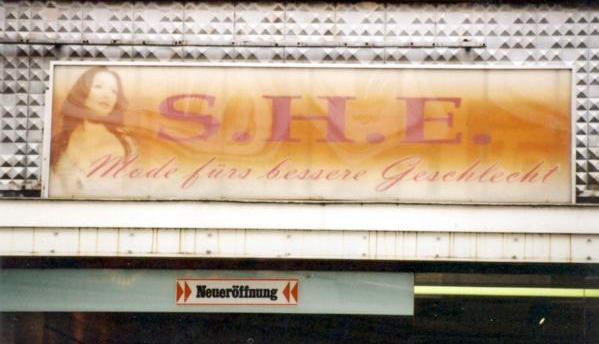 S.H.E.
Mode fürs bessere Geschlecht
Neueröffnung